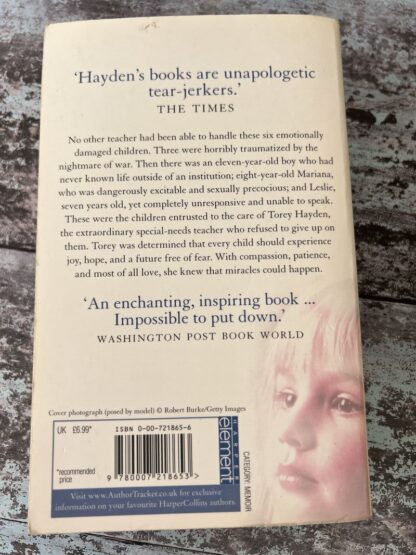 ‘Hayden’s books are unapologetic
tear-jerkers.’
THE TIMES
No other teacher had been able to handle these six emotionally
damaged children. Three were horribly traumatized by the
nightmare of war. Then there was an eleven-year-old boy who had
never known life outside of an institution; eight-year-old Mariana,
who was dangerously excitable and sexually precocious; and Leslie,
seven years old, yet completely unresponsive and unable to speak.
These were the children entrusted to the care of Torey Hayden,
the extraordinary special-needs teacher who refused to give up on
them. Torey was determined that every child should experience
joy, hope, and a future free of fear. With compassion, patience,
and most of all love, she knew that miracles could happen.
‘An enchanting, inspiring book ...
Impossible to put down.’
WASHINGTON POST BOOK WORLD
Cover photograph (posed by model) © Robert Burke/Getty Images
UK £6.99*
*recommended
price
ISBN 0-00-721865-6
9 780007 218653 >
HARPER
element
CATEGORY: MEMOIR
Visit www.AuthorTracker.co.uk for exclusive
information on your favourite HarperCollins authors.